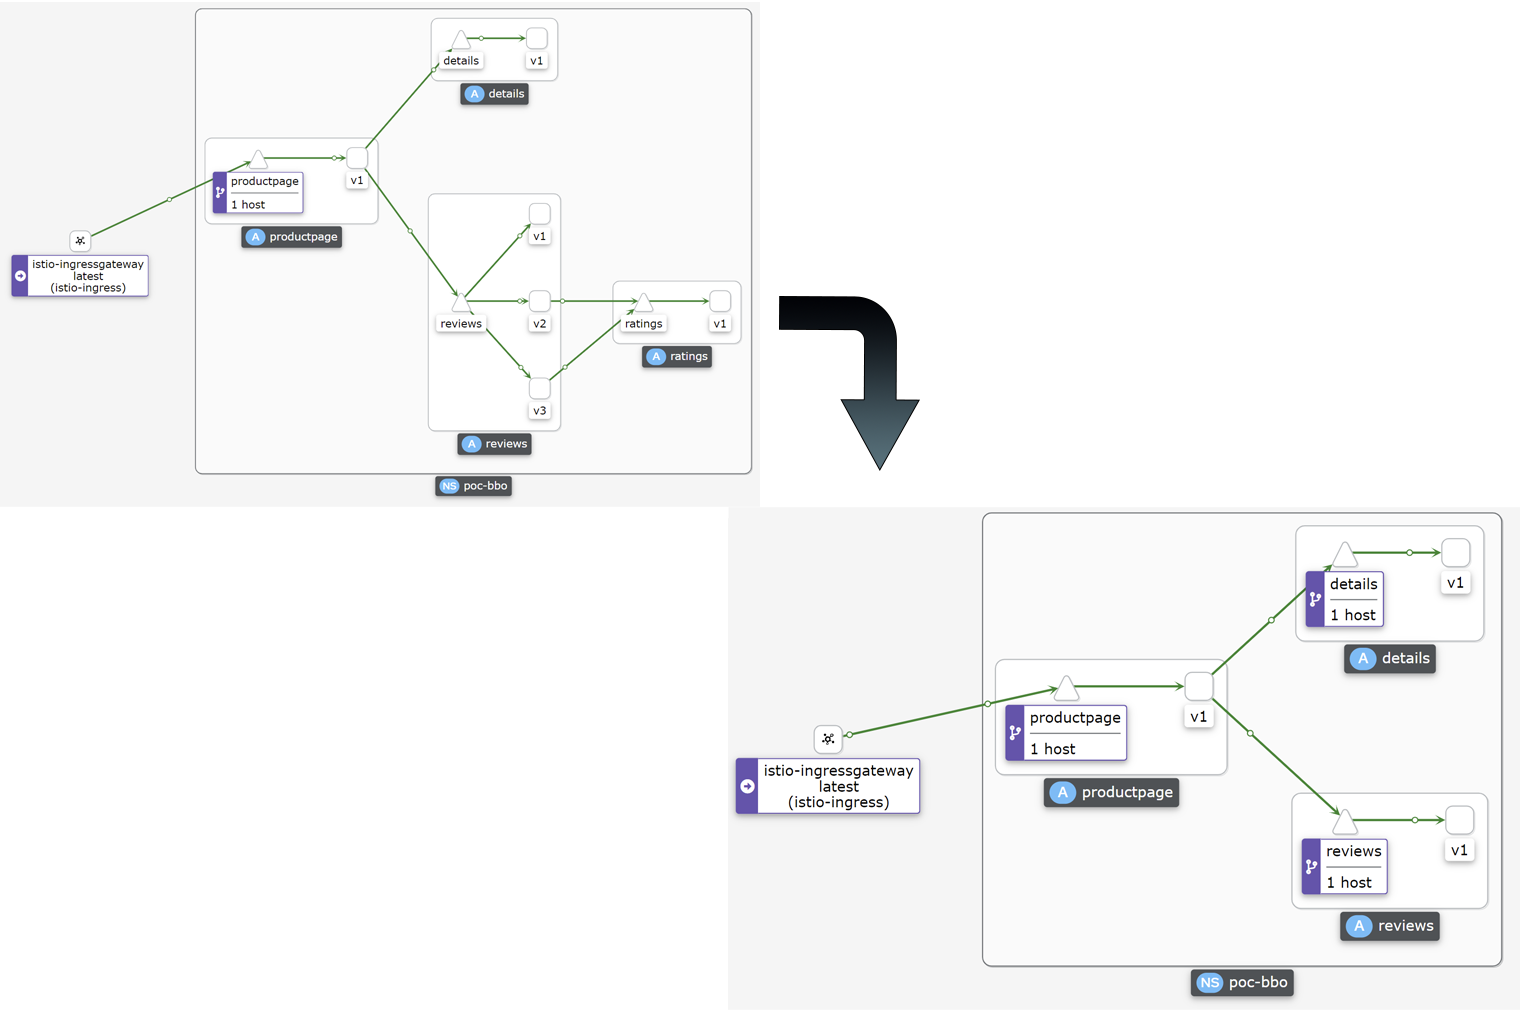 details
v1
A details
productpage
1 host
v1
A productpage
istio-ingressgateway
latest
(istio-ingress)
v1
reviews
v2
v3
A reviews
ratings
v1
A ratings
NS poc-bbo
details
1 host
v1
A details
productpage
1 host
v1
A productpage
istio-ingressgateway
latest
(istio-ingress)
reviews
1 host
v1
A reviews
NS poc-bbo